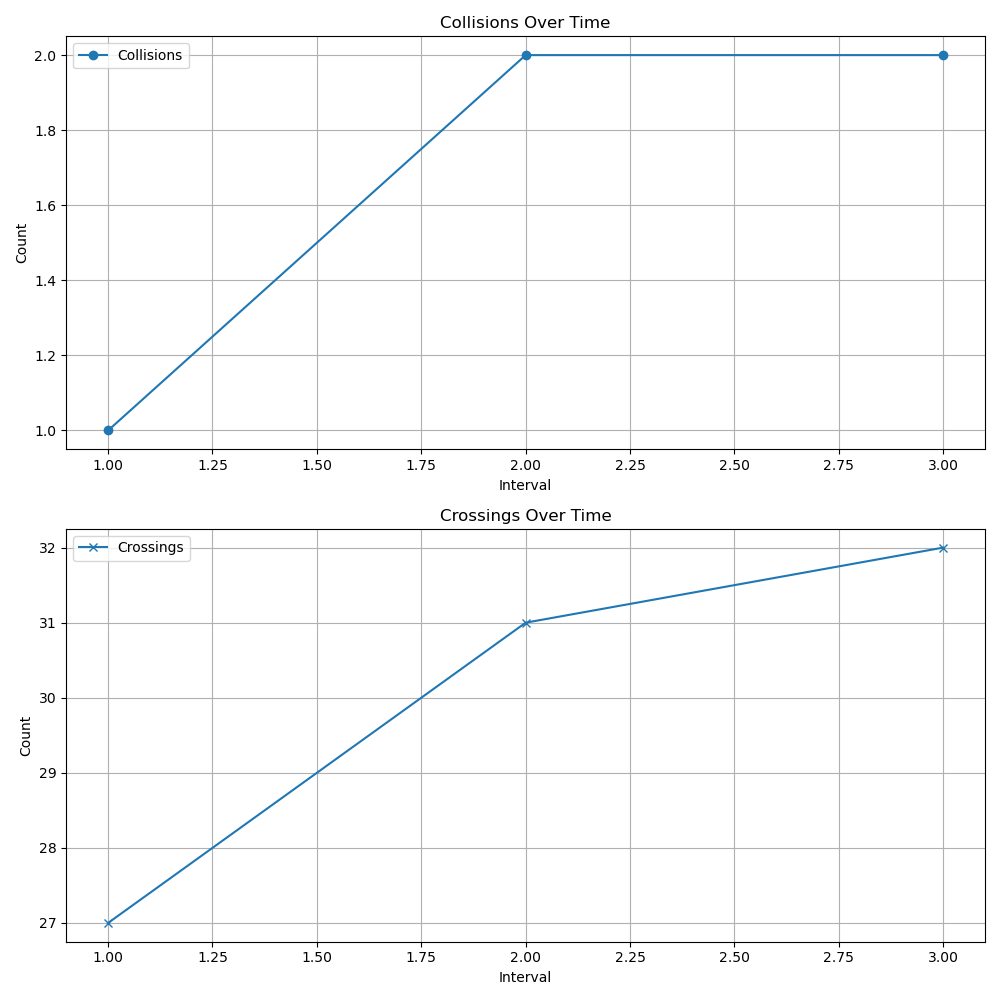 Collisions Over Time
Collisions
2.0
1.8
1.6
1.4
1.2
1.0
Count
1.00 1.25 1.50 1.75 2.00 2.25 2.50 2.75 3.00
Interval
Crossings Over Time
Crossings
32
31
30
29
28
27
Count
1.00 1.25 1.50 1.75 2.00 2.25 2.50 2.75 3.00
Interval